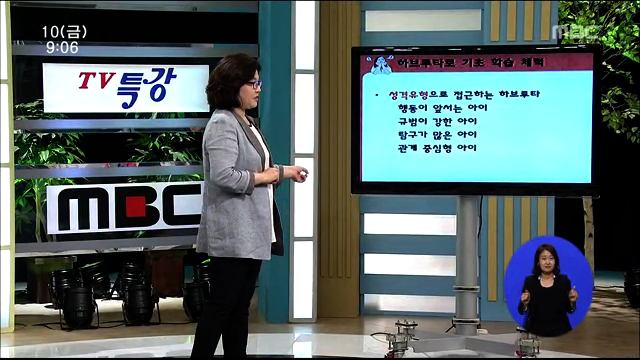 10(금)
9:06
TV 특강
MBC
MBC
하브루타로 기초 학습 체력
• 성격유형으로 접근하는 하브루타
행동이 앞서는 아이
규범이 강한 아이
탐구가 많은 아이
관계 중심형 아이